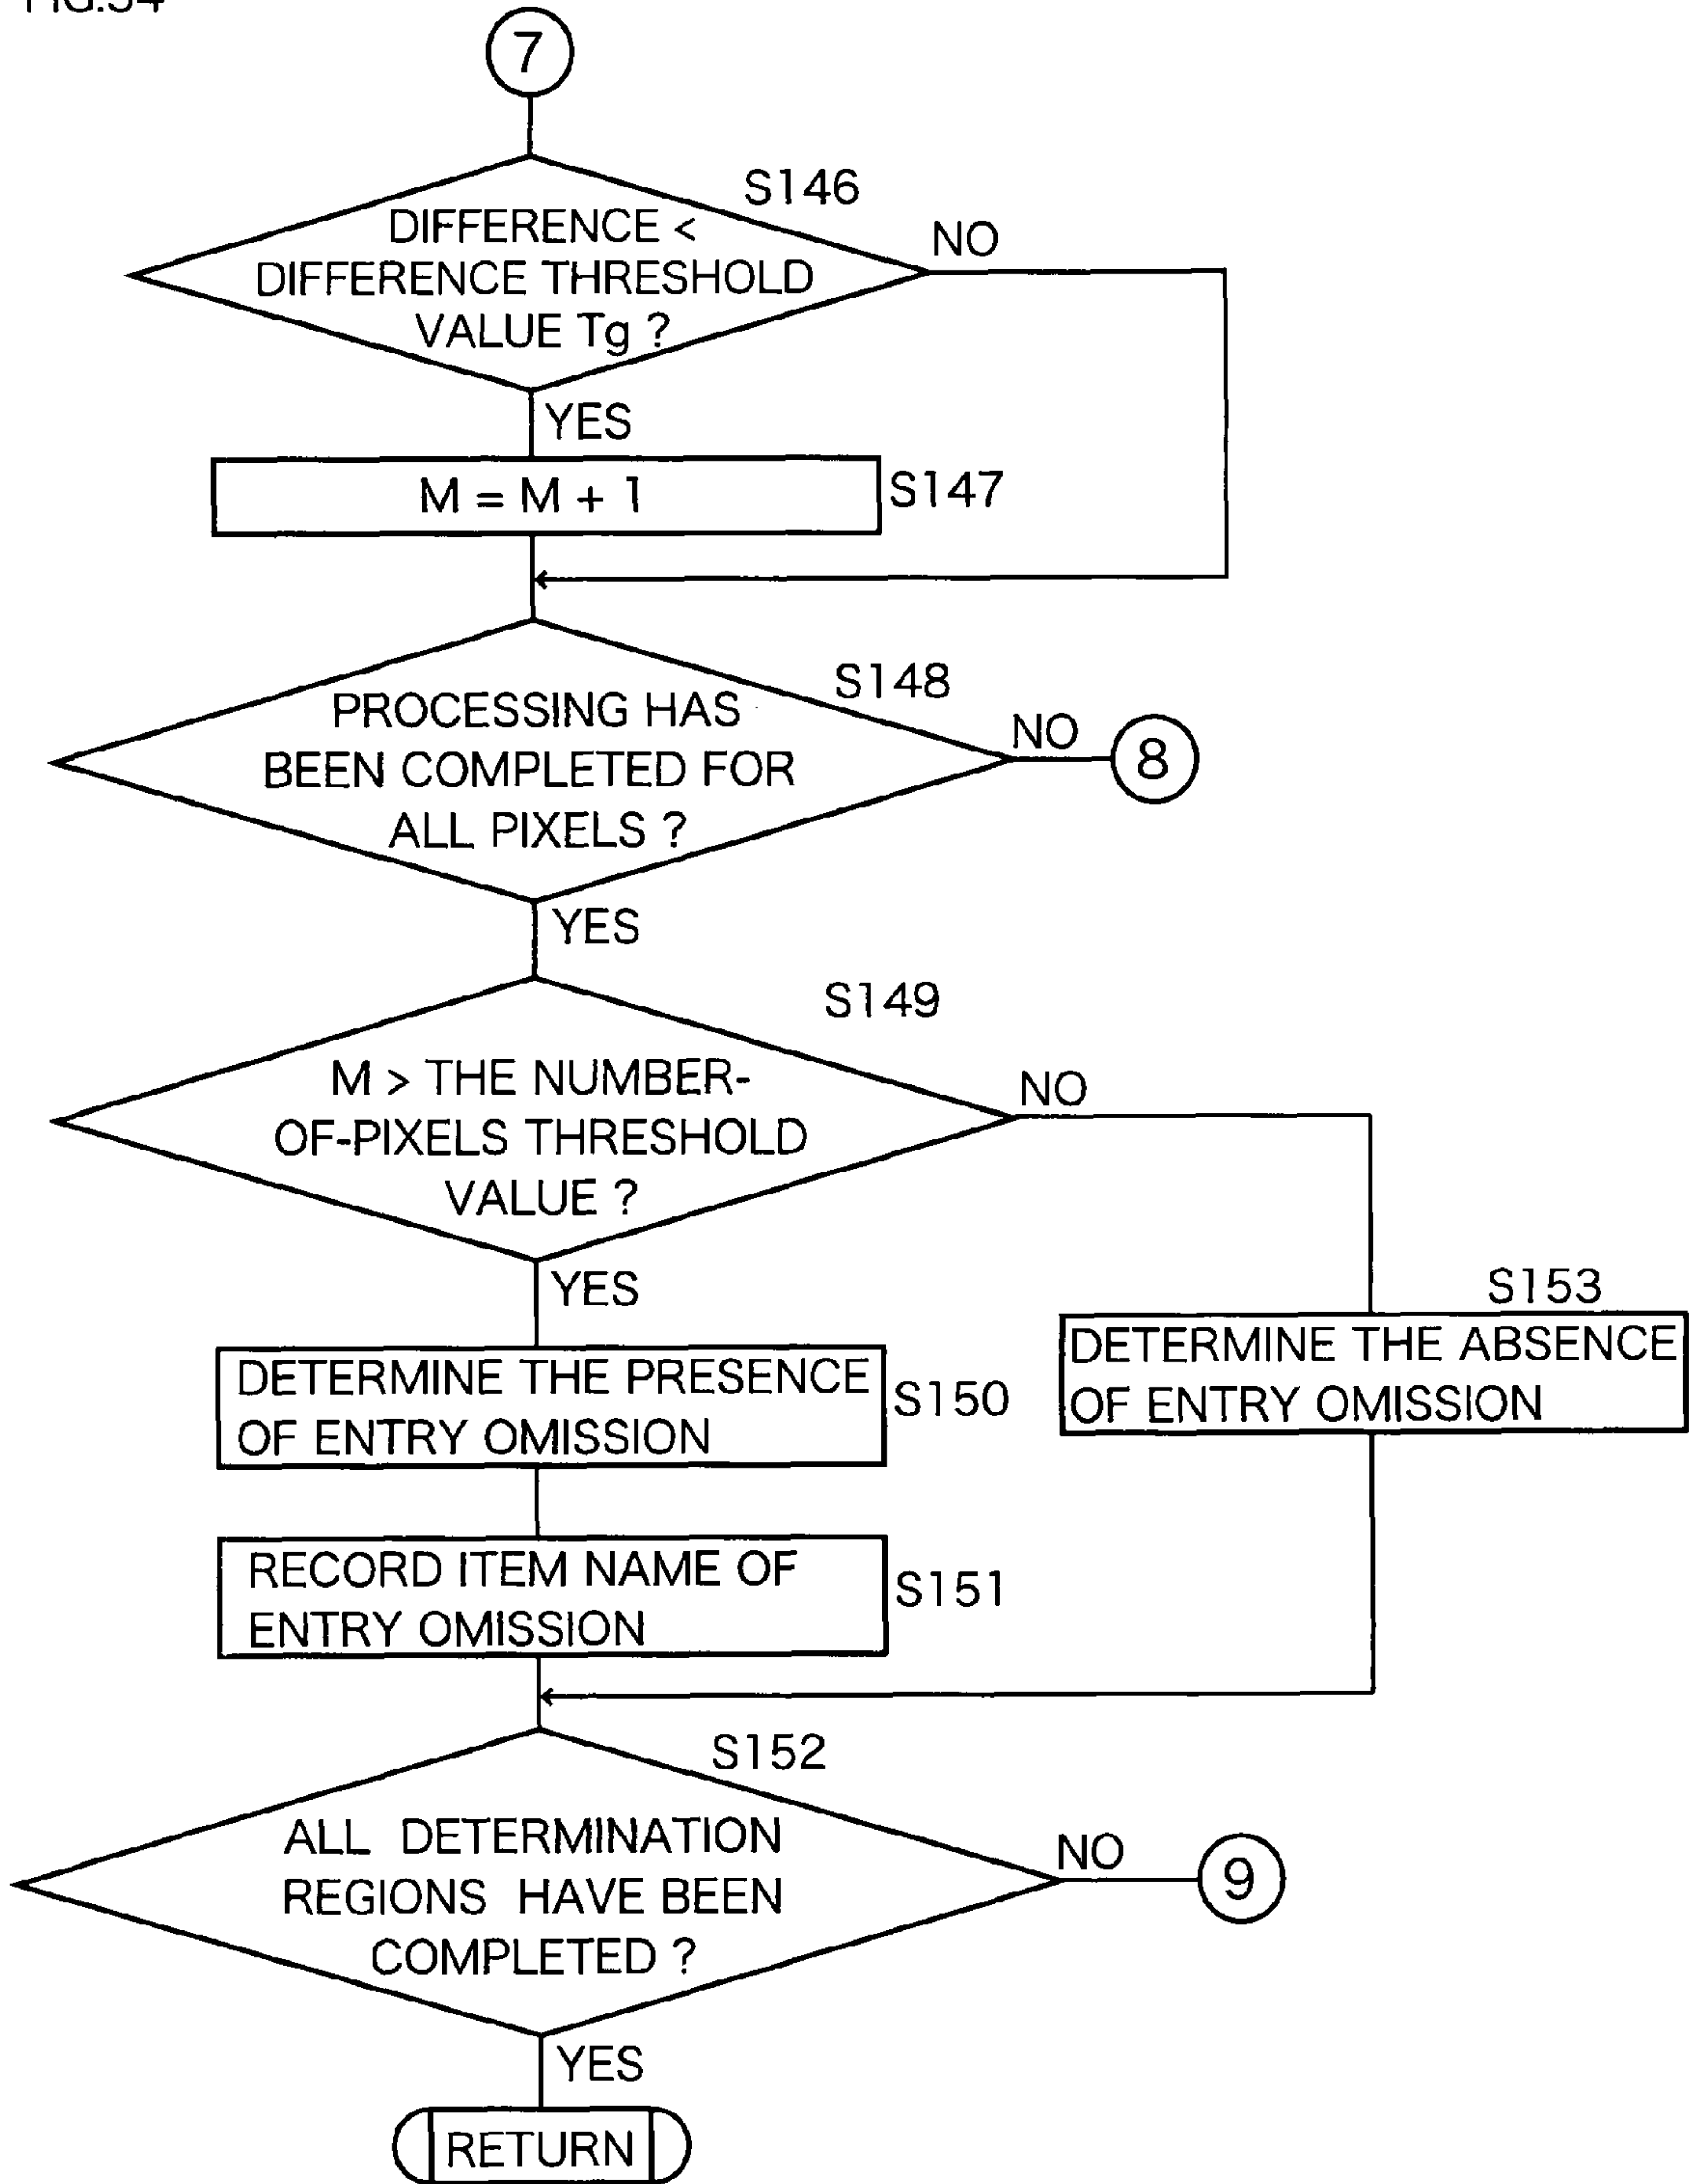 FIG.34
7
S146
DIFFERENCE <
DIFFERENCE THRESHOLD
VALUE Tg ?
NO
YES
M = M + 1
S147
S148
PROCESSING HAS
BEEN COMPLETED FOR
ALL PIXELS ?
NO
8
YES
S149
M > THE NUMBER-
OF-PIXELS THRESHOLD
VALUE ?
NO
YES
S153
DETERMINE THE ABSENCE
OF ENTRY OMISSION
DETERMINE THE PRESENCE
OF ENTRY OMISSION
S150
RECORD ITEM NAME OF
ENTRY OMISSION
S151
S152
ALL DETERMINATION
REGIONS HAVE BEEN
COMPLETED ?
NO
9
YES
RETURN